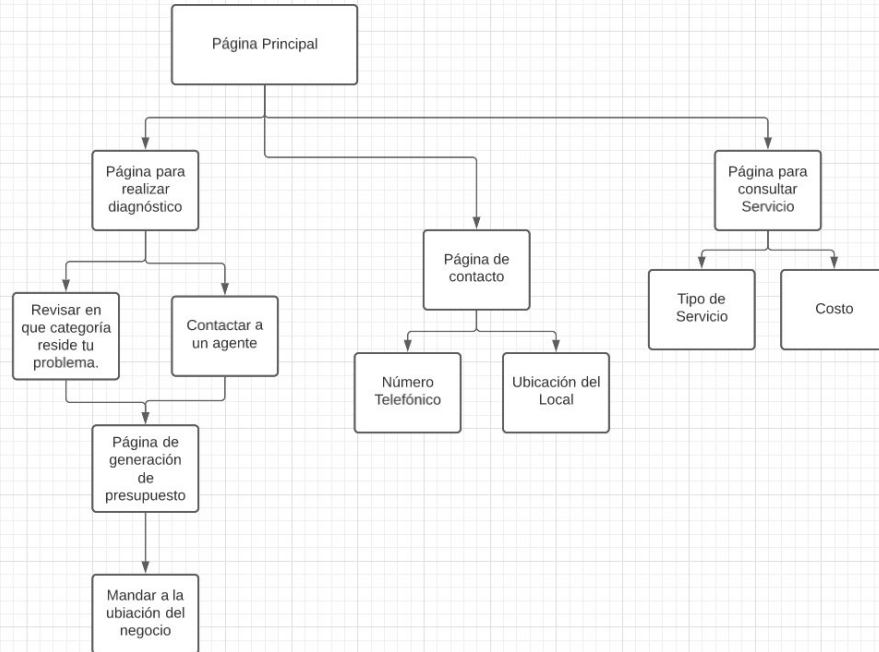 Página Principal
Página para
realizar
diagnóstico
Página para
consultar
Servicio
Página de
contacto
Revisar en
que categoría
reside tu
problema.
Contactar a
un agente
Tipo de
Servicio
Costo
Número
Telefónico
Ubicación del
Local
Página de
generación
de
presupuesto
Mandar a la
ubiación del
negocio